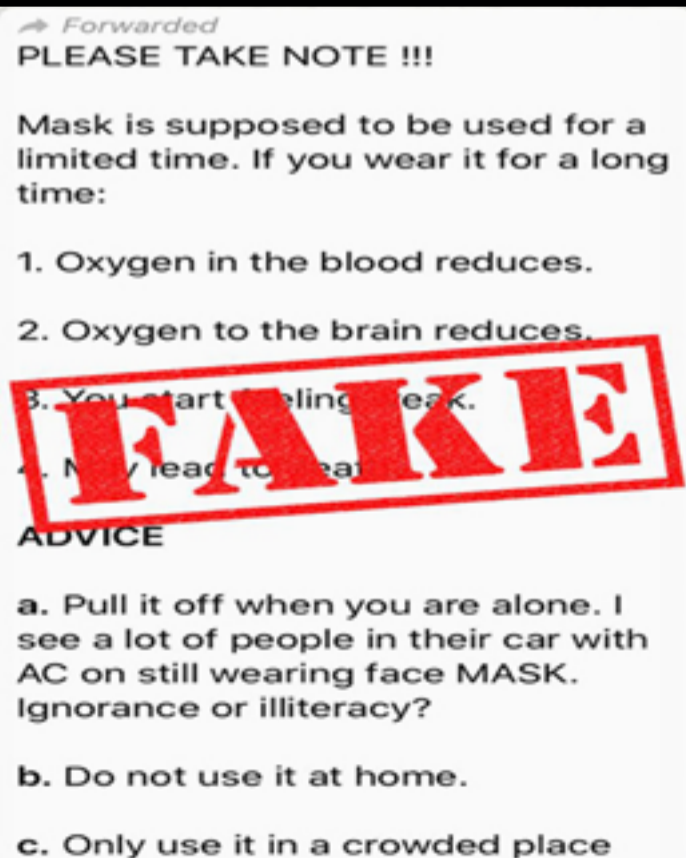 Forwarded
PLEASE TAKE NOTE !!!
Mask is supposed to be used for a
limited time. If you wear it for a long
time:
1. Oxygen in the blood reduces.
2. Oxygen to the brain reduces.
3. You start
FAKE
ADVICE
a. Pull it off when you are alone. I
see a lot of people in their car with
AC on still wearing face MASK.
Ignorance or illiteracy?
b. Do not use it at home.
c. Only use it in a crowded place